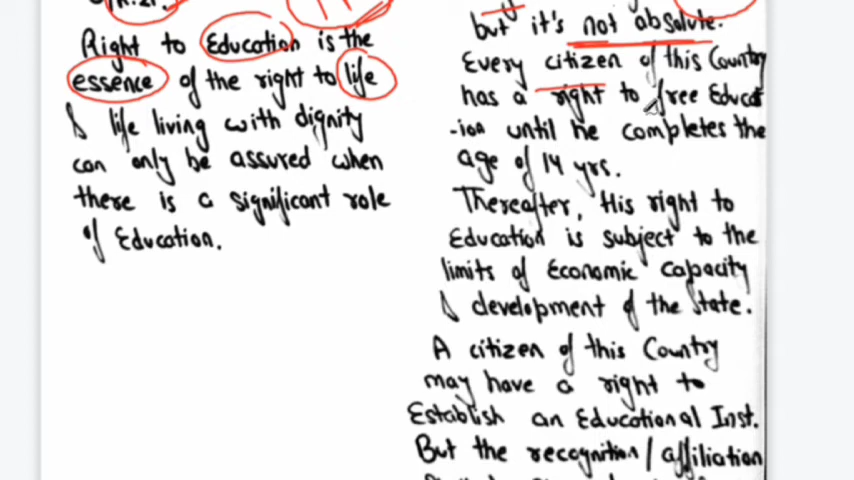 Right to Education is the
essence of the right to life
& life living with dignity
can only be assured when
there is a significant role
of Education.
but it's not absolute.
Every citizen of this Country
has a right to free Educat
-ion until he completes the
age of 14 yrs.
Thereafter, His right to
Education is subject to the
limits of Economic capacity
& development of the State.
A citizen of this Country
may have a right to
Establish an Educational Inst.
But the recognition / affiliation